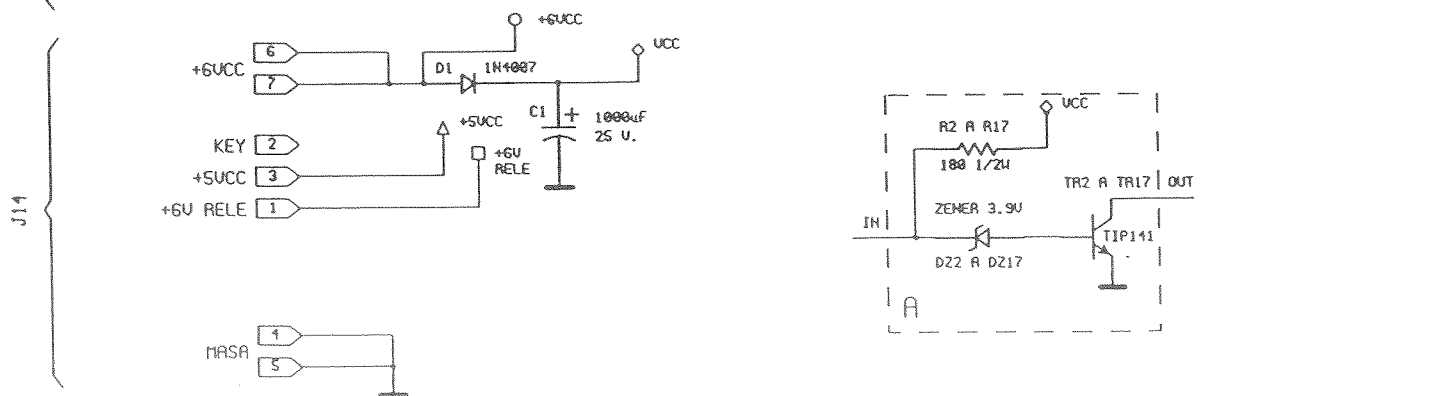 J14
6
+6VCC
7
+6VCC
D1
1N4007
VCC
C1
+
1000uF
25 V.
KEY
2
+5VCC
3
+5VCC
+6V RELE
1
+6V
RELE
MASA
4
5
VCC
R2 A R17
180 1/2W
TR2 A TR17
OUT
IN
ZENER 3.9V
DZ2 A DZ17
TIP141
A